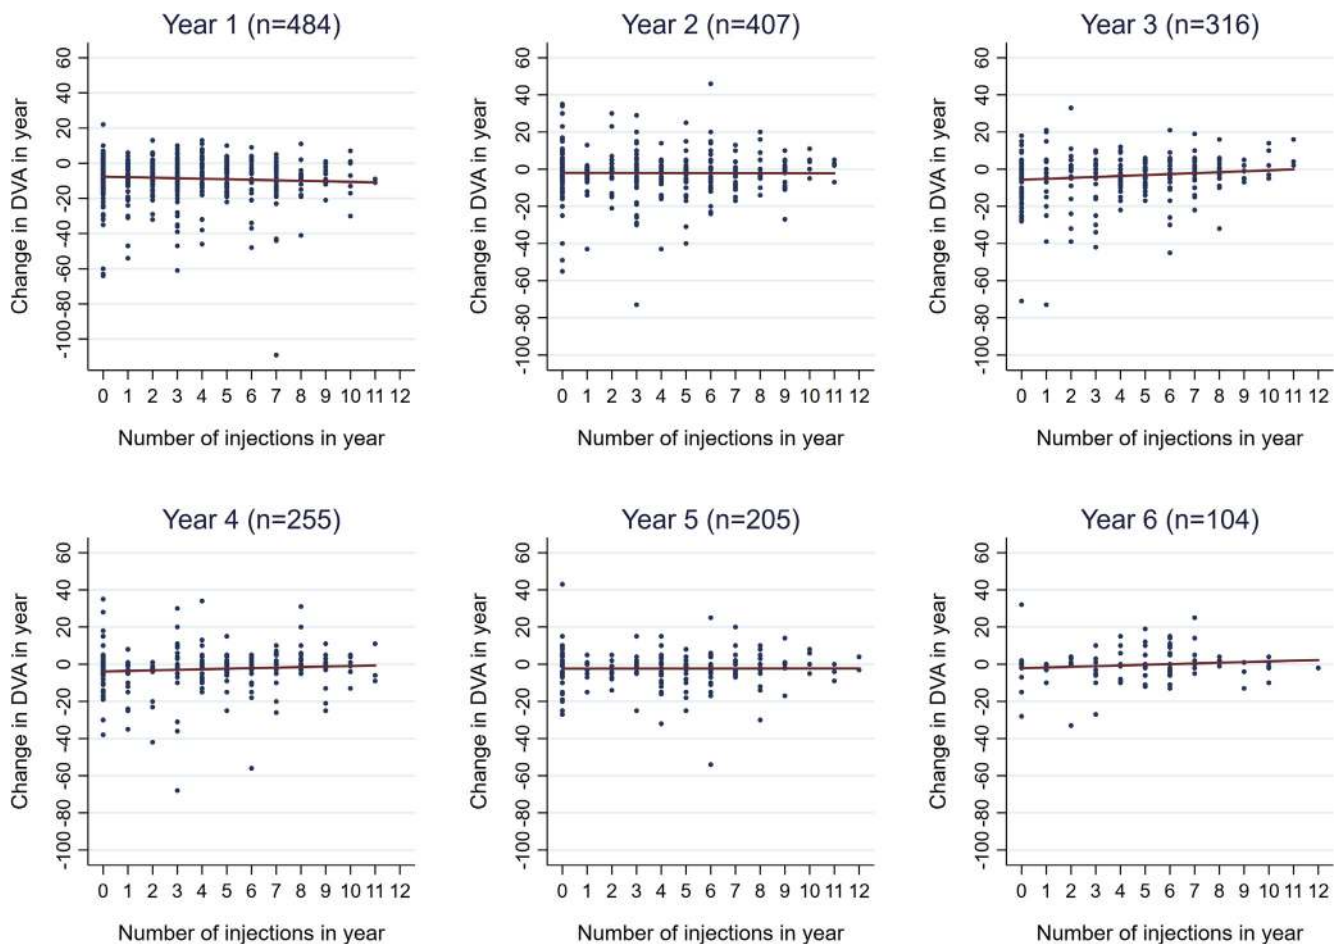 Year 1 (n=484)
Change in DVA in year
60
40
20
0
-20
-40
-60
-80
-100
0 1 2 3 4 5 6 7 8 9 10 11 12
Number of injections in year
Year 2 (n=407)
Change in DVA in year
60
40
20
0
-20
-40
-60
-80
-100
0 1 2 3 4 5 6 7 8 9 10 11 12
Number of injections in year
Year 3 (n=316)
Change in DVA in year
60
40
20
0
-20
-40
-60
-80
-100
0 1 2 3 4 5 6 7 8 9 10 11 12
Number of injections in year
Year 4 (n=255)
Change in DVA in year
60
40
20
0
-20
-40
-60
-80
-100
0 1 2 3 4 5 6 7 8 9 10 11 12
Number of injections in year
Year 5 (n=205)
Change in DVA in year
60
40
20
0
-20
-40
-60
-80
-100
0 1 2 3 4 5 6 7 8 9 10 11 12
Number of injections in year
Year 6 (n=104)
Change in DVA in year
60
40
20
0
-20
-40
-60
-80
-100
0 1 2 3 4 5 6 7 8 9 10 11 12
Number of injections in year